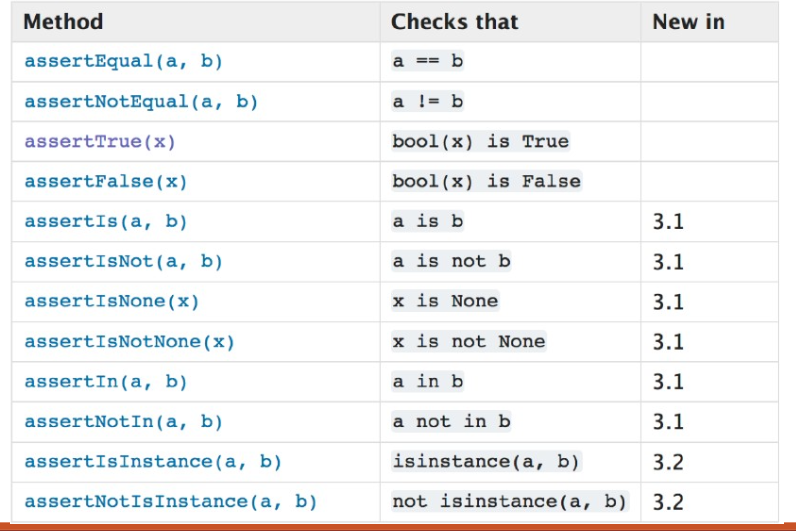 Method Checks that New in
assertEqual(a, b) a == b
assertNotEqual(a, b) a != b
assertTrue(x) bool(x) is True
assertFalse(x) bool(x) is False
assertIs(a, b) a is b 3.1
assertIsNot(a, b) a is not b 3.1
assertIsNone(x) x is None 3.1
assertIsNotNone(x) x is not None 3.1
assertIn(a, b) a in b 3.1
assertNotIn(a, b) a not in b 3.1
assertIsInstance(a, b) isinstance(a, b) 3.2
assertNotIsInstance(a, b) not isinstance(a, b) 3.2